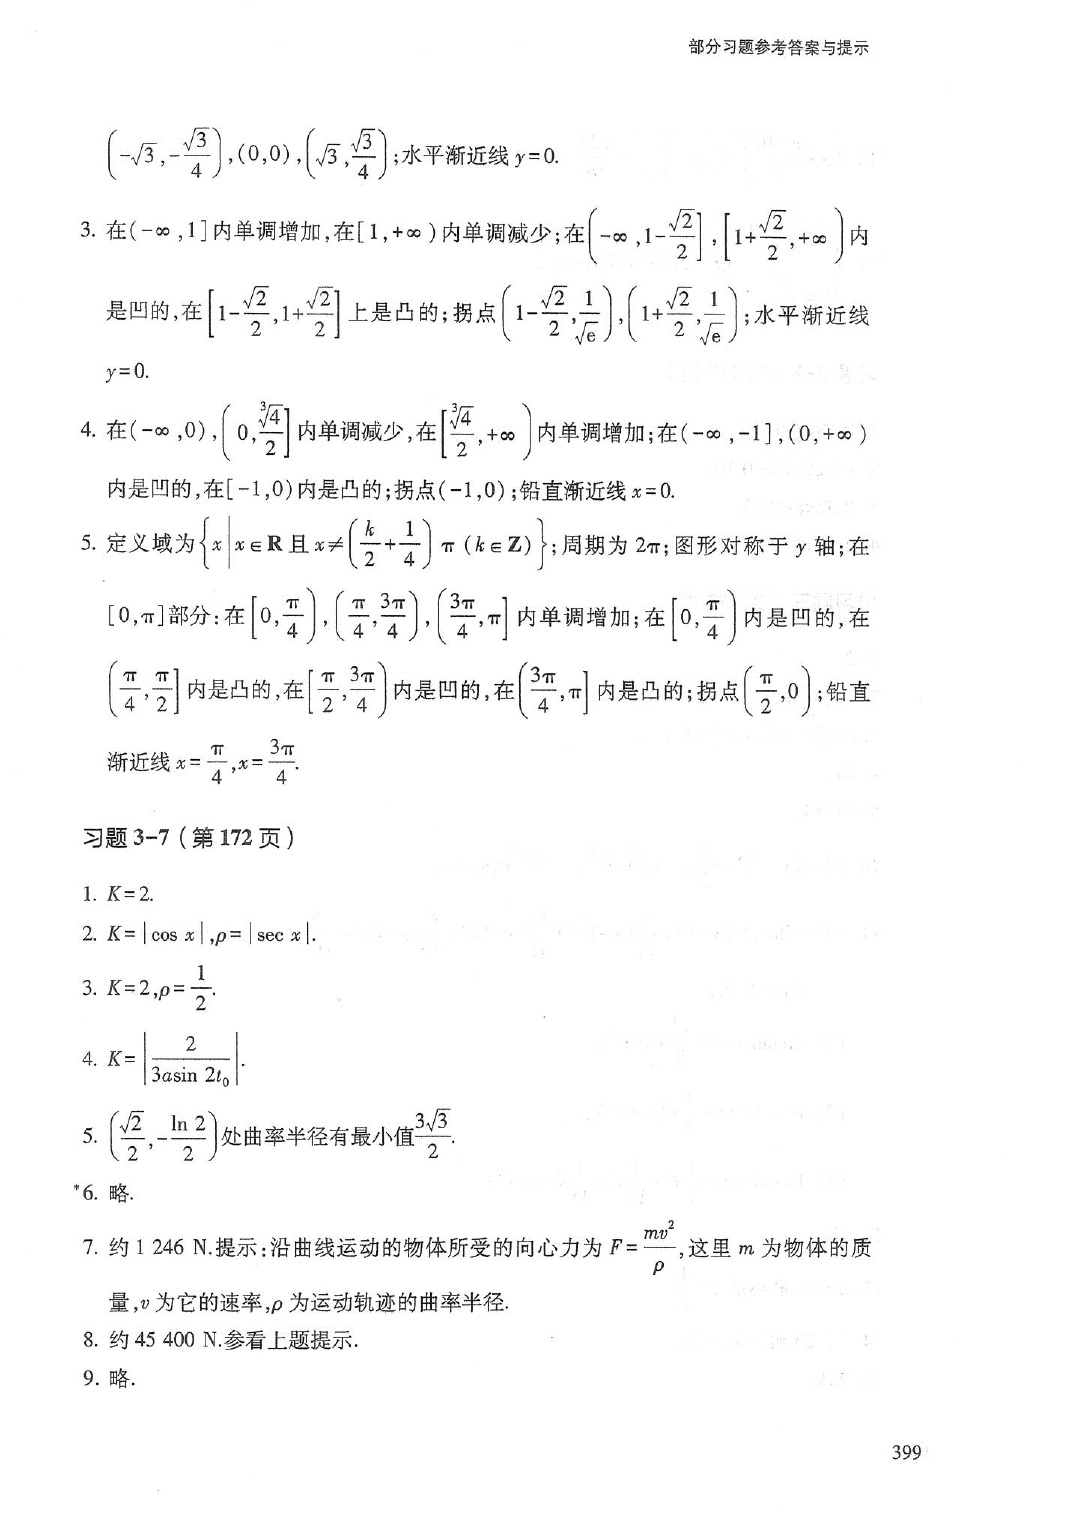 部分习题参考答案与提示
(-√3,-√3/4),(0,0),(√3,√3/4);水平渐近线 y=0.
3. 在(-∞,1]内单调增加,在[1,+∞)内单调减少;在(-∞,1-√2/2],[1+√2/2,+∞)内
是凹的,在[1-√2/2,1+√2/2]上是凸的;拐点(1-√2/2,1/√e),(1+√2/2,1/√e);水平渐近线
y=0.
4. 在(-∞,0),(0,∛4/2]内单调减少,在[∛4/2,+∞)内单调增加;在(-∞,-1],(0,+∞)
内是凹的,在[-1,0)内是凸的;拐点(-1,0);铅直渐近线 x=0.
5. 定义域为{x|x∈R 且 x≠(k/2+1/4)π (k∈Z)};周期为 2π;图形对称于 y 轴;在
[0,π]部分:在[0,π/4),(π/4,3π/4),(3π/4,π]内单调增加;在[0,π/4)内是凹的,在
(π/4,π/2]内是凸的,在[π/2,3π/4)内是凹的,在(3π/4,π]内是凸的;拐点(π/2,0);铅直
渐近线 x=π/4,x=3π/4.
习题 3-7(第 172 页)
1. K=2.
2. K=|cos x|,ρ=|sec x|.
3. K=2,ρ=1/2.
4. K=|2/(3asin 2t₀)|.
5. (√2/2,-ln 2/2)处曲率半径有最小值3√3/2.
*6. 略.
7. 约 1 246 N.提示:沿曲线运动的物体所受的向心力为 F=mv²/ρ,这里 m 为物体的质
量,v 为它的速率,ρ 为运动轨迹的曲率半径.
8. 约 45 400 N.参看上题提示.
9. 略.
399